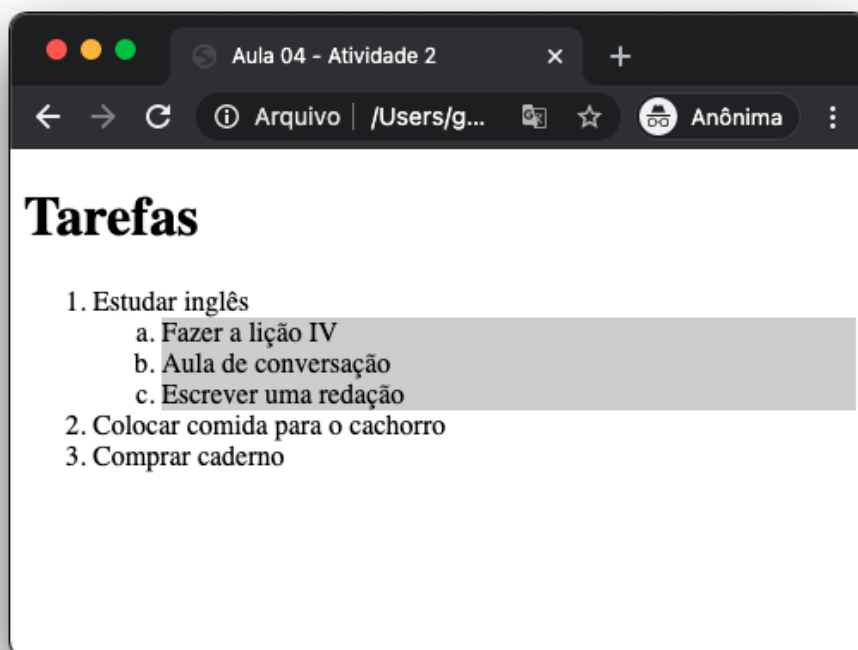 Aula 04 - Atividade 2
Arquivo /Users/g... Anônima
Tarefas
1. Estudar inglês
a. Fazer a lição IV
b. Aula de conversação
c. Escrever uma redação
2. Colocar comida para o cachorro
3. Comprar caderno